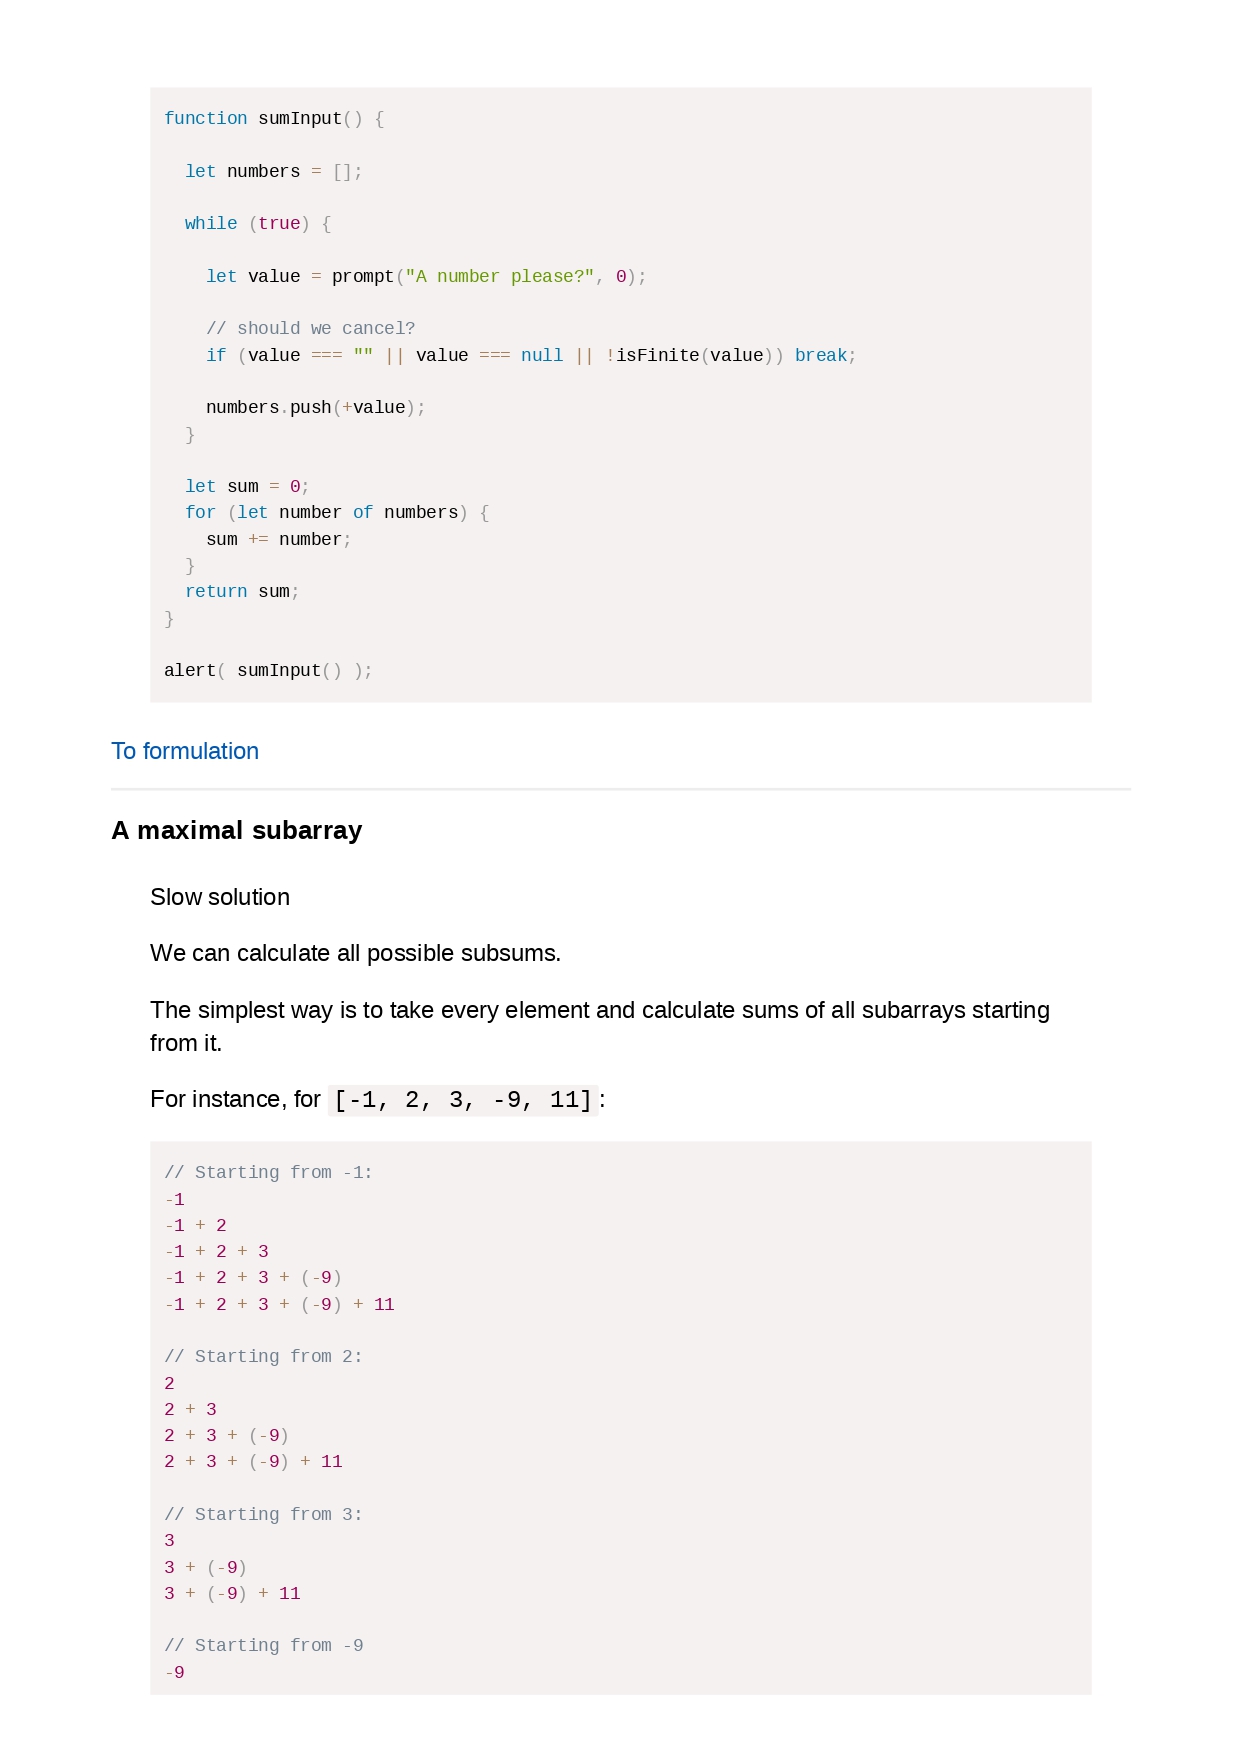 function sumInput() {
  let numbers = [];
  while (true) {
    let value = prompt("A number please?", 0);
    // should we cancel?
    if (value === "" || value === null || !isFinite(value)) break;
    numbers.push(+value);
  }
  let sum = 0;
  for (let number of numbers) {
    sum += number;
  }
  return sum;
}
alert( sumInput() );
To formulation
A maximal subarray
Slow solution
We can calculate all possible subsums.
The simplest way is to take every element and calculate sums of all subarrays starting
from it.
For instance, for [-1, 2, 3, -9, 11]:
// Starting from -1:
-1
-1 + 2
-1 + 2 + 3
-1 + 2 + 3 + (-9)
-1 + 2 + 3 + (-9) + 11
// Starting from 2:
2
2 + 3
2 + 3 + (-9)
2 + 3 + (-9) + 11
// Starting from 3:
3
3 + (-9)
3 + (-9) + 11
// Starting from -9
-9